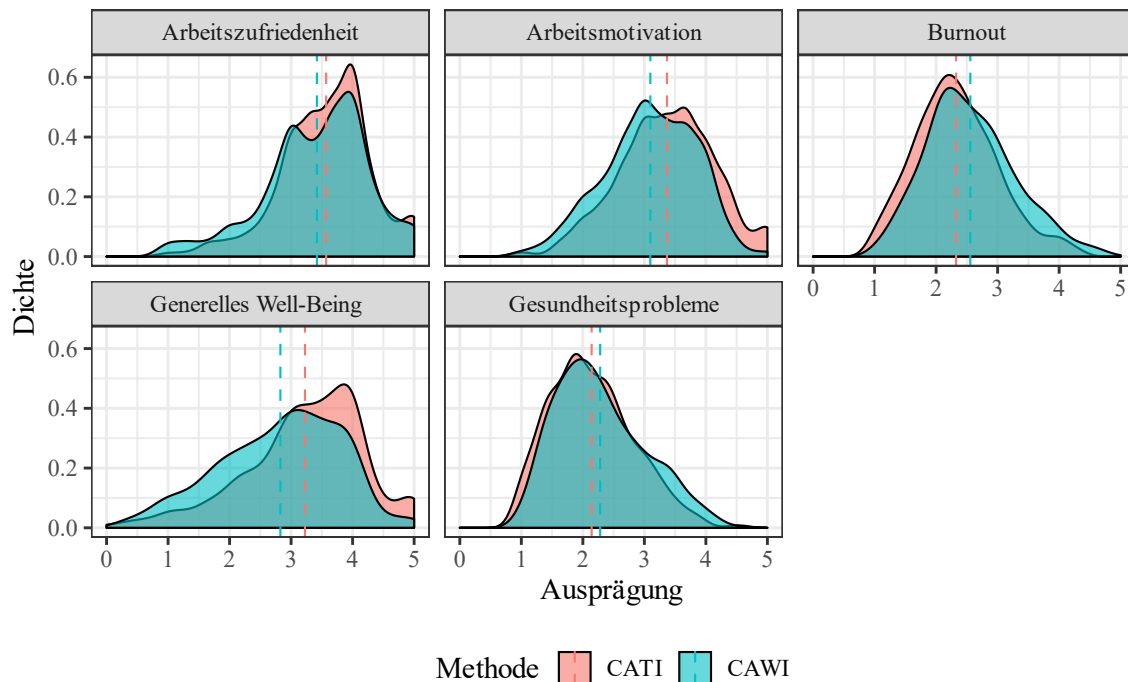 Arbeitszufriedenheit
Arbeitsmotivation
Burnout
0.6
0.4
0.2
0.0
0 1 2 3 4 5
Dichte
Generelles Well-Being
Gesundheitsprobleme
0.6
0.4
0.2
0.0
0 1 2 3 4 5
0 1 2 3 4 5
Ausprägung
Methode CATI CAWI